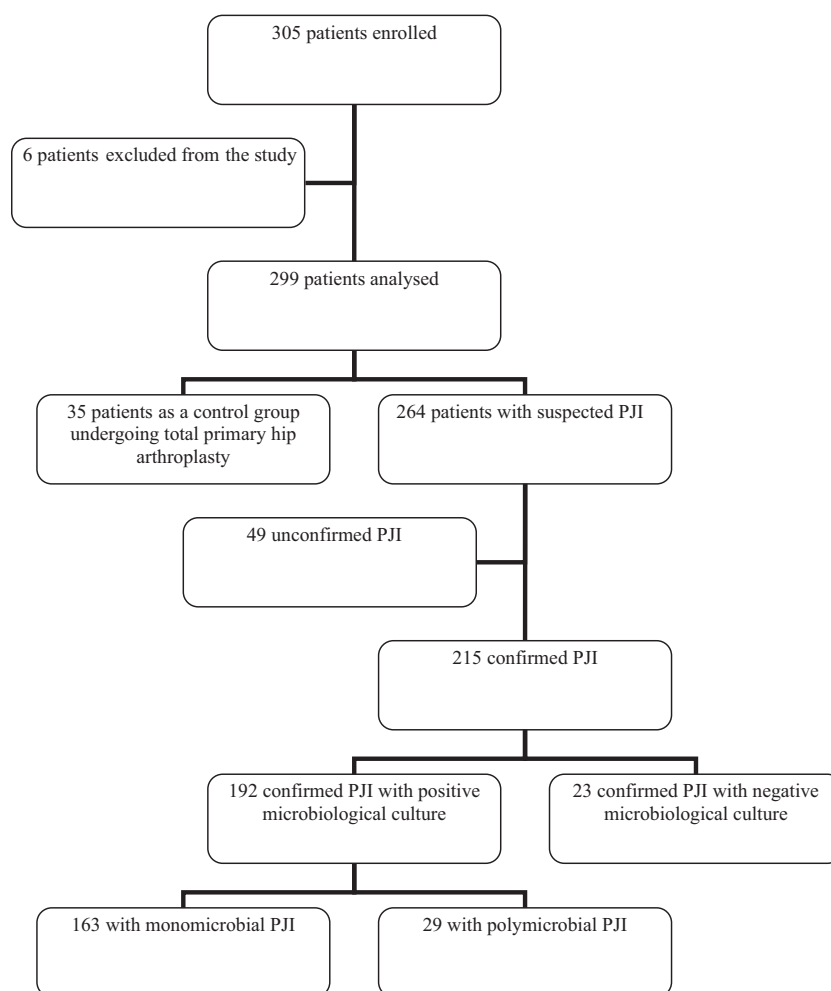 305 patients enrolled
6 patients excluded from the study
299 patients analysed
35 patients as a control group
undergoing total primary hip
arthroplasty
264 patients with suspected PJI
49 unconfirmed PJI
215 confirmed PJI
192 confirmed PJI with positive
microbiological culture
23 confirmed PJI with negative
microbiological culture
163 with monomicrobial PJI
29 with polymicrobial PJI